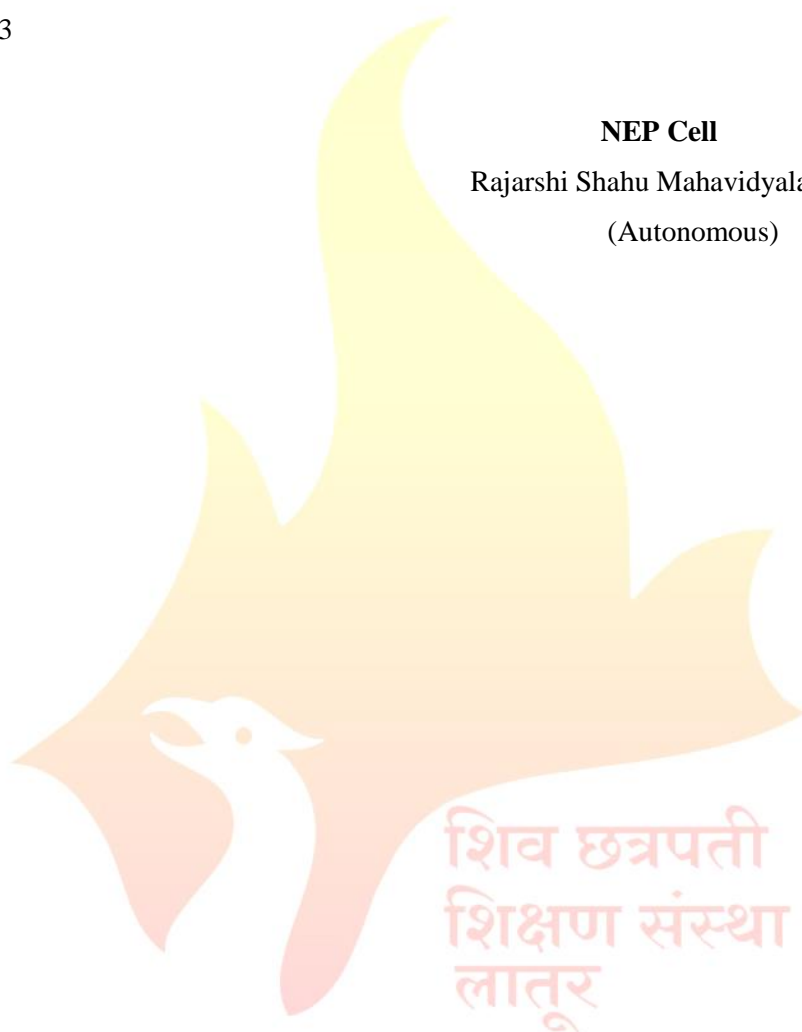 3
NEP Cell
Rajarshi Shahu Mahavidyala
(Autonomous)
शिव छत्रपती
शिक्षण संस्था
लातूर